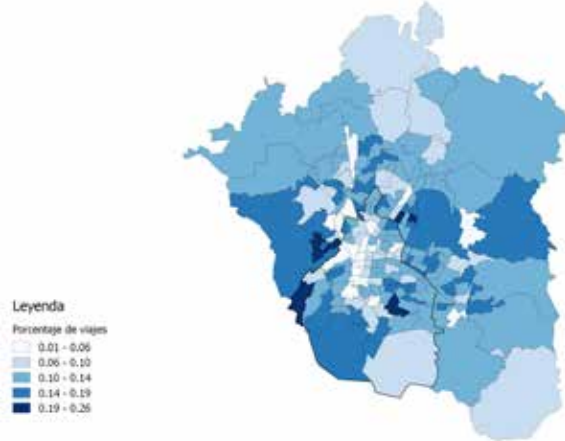 Leyenda
Porcentaje de viajes
0.01 - 0.06
0.06 - 0.10
0.10 - 0.14
0.14 - 0.19
0.19 - 0.26